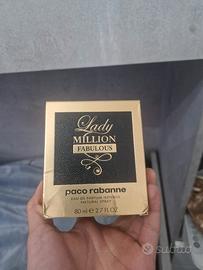 Lady
MILLION
FABULOUS
paco rabanne
EAU DE PARFUM INTENSE
NATURAL SPRAY
80 ml e 2.7 FL.OZ
subito